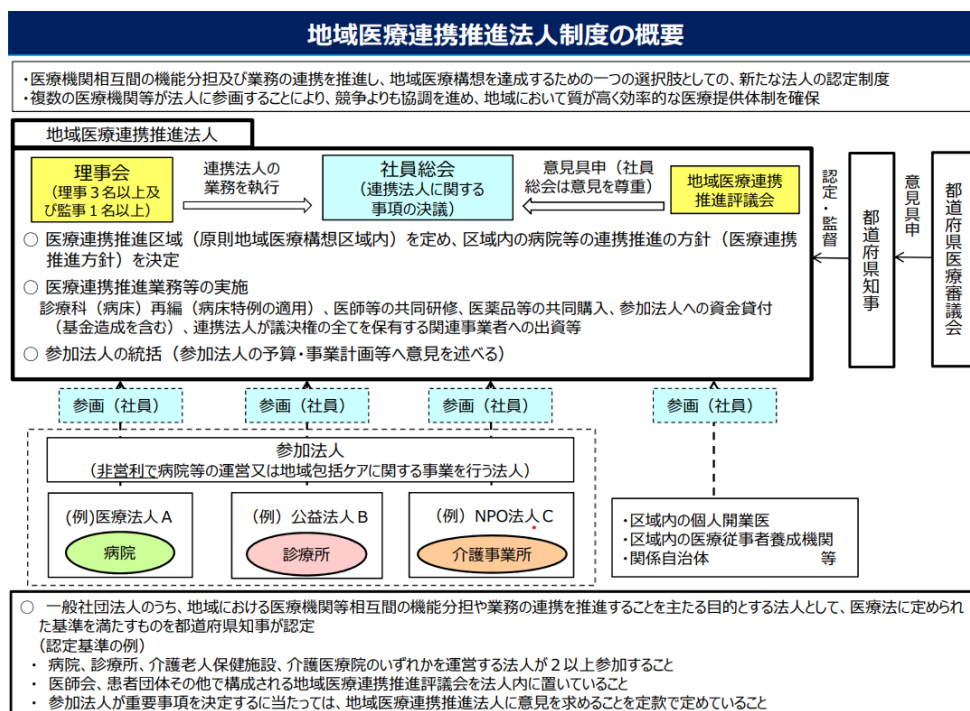 地域医療連携推進法人制度の概要
・医療機関相互間の機能分担及び業務の連携を推進し、地域医療構想を達成するための一つの選択肢としての、新たな法人の認定制度
・複数の医療機関等が法人に参画することにより、競争よりも協調を進め、地域において質が高く効率的な医療提供体制を確保
地域医療連携推進法人
理事会
(理事3名以上及
び監事1名以上)
連携法人の
業務を執行
社員総会
(連携法人に関する
事項の決議)
意見具申(社員
総会は意見を尊重)
地域医療連携
推進評議会
認定・監督
都道府県知事
意見具申
都道府県医療審議会
○ 医療連携推進区域(原則地域医療構想区域内)を定め、区域内の病院等の連携推進の方針(医療連携
推進方針)を決定
○ 医療連携推進業務等の実施
診療科(病床)再編(病床特例の適用)、医師等の共同研修、医薬品等の共同購入、参加法人への資金貸付
(基金造成を含む)、連携法人が議決権の全てを保有する関連事業者への出資等
○ 参加法人の統括(参加法人の予算・事業計画等へ意見を述べる)
参画(社員)
参画(社員)
参画(社員)
参画(社員)
参加法人
(非営利で病院等の運営又は地域包括ケアに関する事業を行う法人)
(例)医療法人A
病院
(例)公益法人B
診療所
(例)NPO法人C
介護事業所
・区域内の個人開業医
・区域内の医療従事者養成機関
・関係自治体 等
○ 一般社団法人のうち、地域における医療機関等相互間の機能分担や業務の連携を推進することを主たる目的とする法人として、医療法に定められ
た基準を満たすものを都道府県知事が認定
(認定基準の例)
・ 病院、診療所、介護老人保健施設、介護医療院のいずれかを運営する法人が2以上参加すること
・ 医師会、患者団体その他で構成される地域医療連携推進評議会を法人内に置いていること
・ 参加法人が重要事項を決定するに当たっては、地域医療連携推進法人に意見を求めることを定款で定めていること